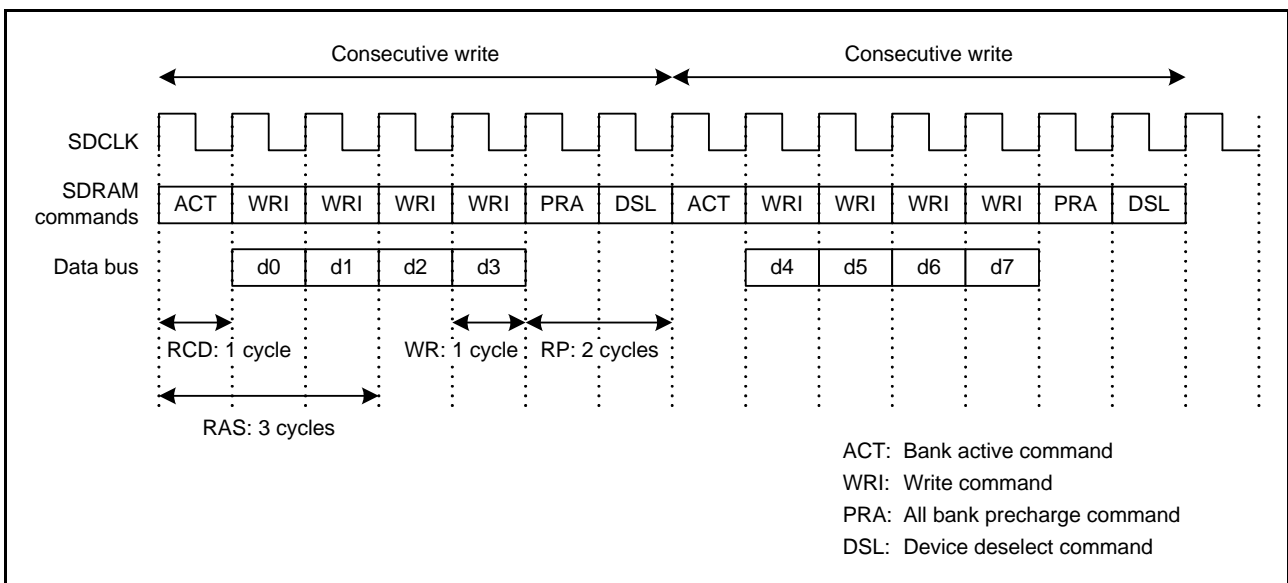 Consecutive write Consecutive write
SDCLK
SDRAM
commands
ACT WRI WRI WRI WRI PRA DSL ACT WRI WRI WRI WRI PRA DSL
Data bus d0 d1 d2 d3 d4 d5 d6 d7
RCD: 1 cycle WR: 1 cycle RP: 2 cycles
RAS: 3 cycles
ACT: Bank active command
WRI: Write command
PRA: All bank precharge command
DSL: Device deselect command